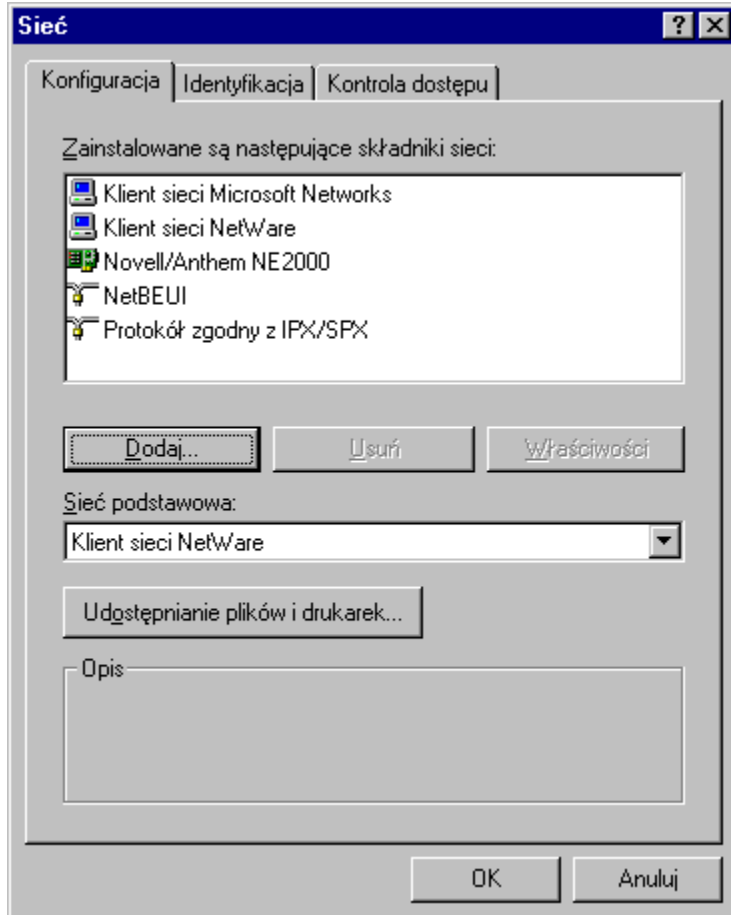 Sieć
Konfiguracja Identyfikacja Kontrola dostępu
Zainstalowane są następujące składniki sieci:
Klient sieci Microsoft Networks
Klient sieci NetWare
Novell/Anthem NE2000
NetBEUI
Protokół zgodny z IPX/SPX
Dodaj... Usuń Właściwości
Sieć podstawowa:
Klient sieci NetWare
Udostępnianie plików i drukarek...
Opis
OK Anuluj